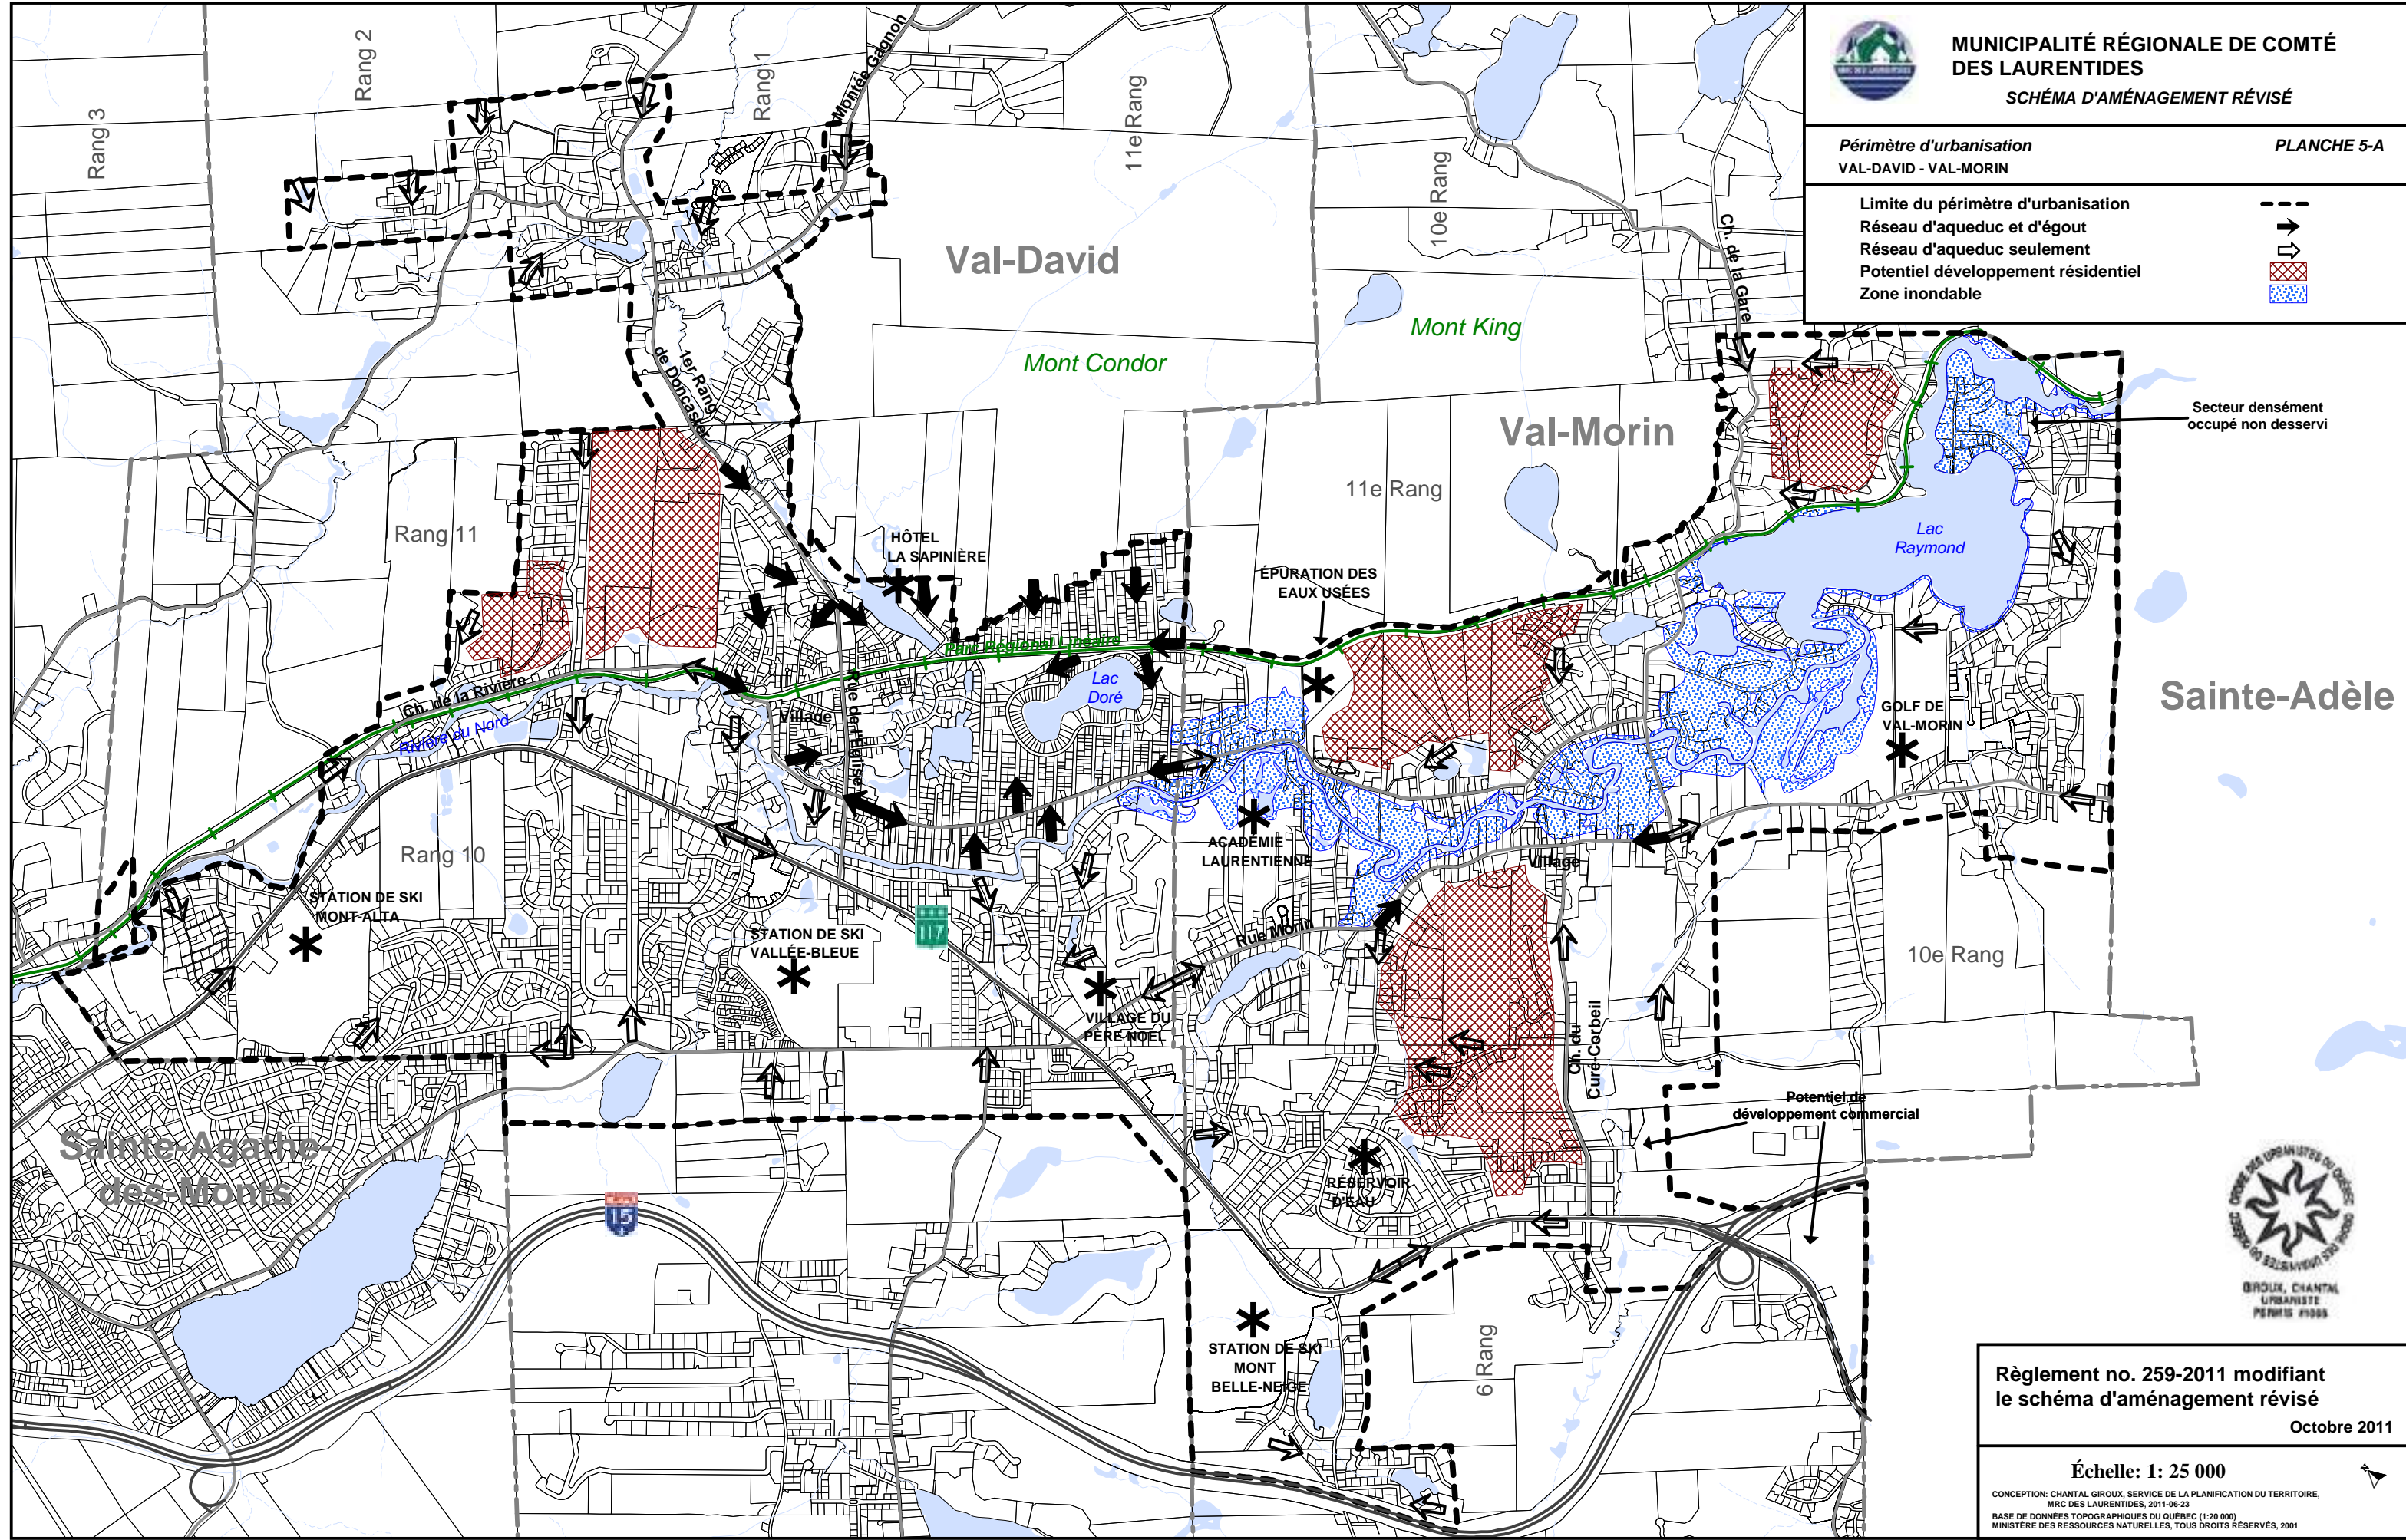 MUNICIPALITÉ RÉGIONALE DE COMTÉ
DES LAURENTIDES
SCHÉMA D'AMÉNAGEMENT RÉVISÉ
MRC DES LAURENTIDES
Périmètre d'urbanisation
PLANCHE 5-A
VAL-DAVID - VAL-MORIN
Limite du périmètre d'urbanisation
Réseau d'aqueduc et d'égout
Réseau d'aqueduc seulement
Potentiel développement résidentiel
Zone inondable
Rang 3
Rang 2
Rang 1
Montée Gagnon
11e Rang
10e Rang
Ch. de la Gare
Val-David
Mont Condor
Mont King
1er Rang
de Doncaster
Val-Morin
Secteur densément
occupé non desservi
11e Rang
Rang 11
HÔTEL
LA SAPINIÈRE
ÉPURATION DES
EAUX USÉES
Lac
Raymond
Parc Régional Linéaire
Lac
Doré
Ch. de la Rivière
Rivière du Nord
Village
Rue de l'Église
GOLF DE
VAL-MORIN
Sainte-Adèle
Rang 10
ACADÉMIE
LAURENTIENNE
Village
STATION DE SKI
MONT-ALTA
STATION DE SKI
VALLÉE-BLEUE
117
Rue Morin
10e Rang
VILLAGE DU
PÈRE NOEL
Ch. du
Curé-Corbeil
Potentiel de
développement commercial
Sainte-Agathe-
des-Monts
RÉSERVOIR
D'EAU
15
STATION DE SKI
MONT
BELLE-NEIGE
6 Rang
ORDRE DES URBANISTES DU QUÉBEC
GIROUX, CHANTAL
URBANISTE
Règlement no. 259-2011 modifiant
le schéma d'aménagement révisé
Octobre 2011
Échelle: 1: 25 000
CONCEPTION: CHANTAL GIROUX, SERVICE DE LA PLANIFICATION DU TERRITOIRE,
MRC DES LAURENTIDES, 2011-06-23
BASE DE DONNÉES TOPOGRAPHIQUES DU QUÉBEC (1:20 000)
MINISTÈRE DES RESSOURCES NATURELLES, TOUS DROITS RÉSERVÉS, 2001